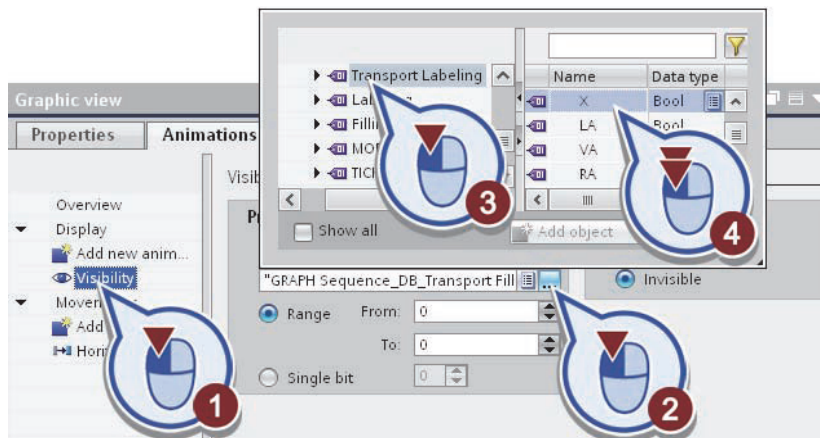 Transport Labeling
Name Data type
X Bool
LA Bool
VA
RA
Show all
Add object
Graphic view
Properties Animations
Overview
Display
Add new anim...
Visibility
Add
"GRAPH Sequence_DB_Transport Fill
Invisible
Range From: 0
To: 0
Single bit 0
1
2
3
4